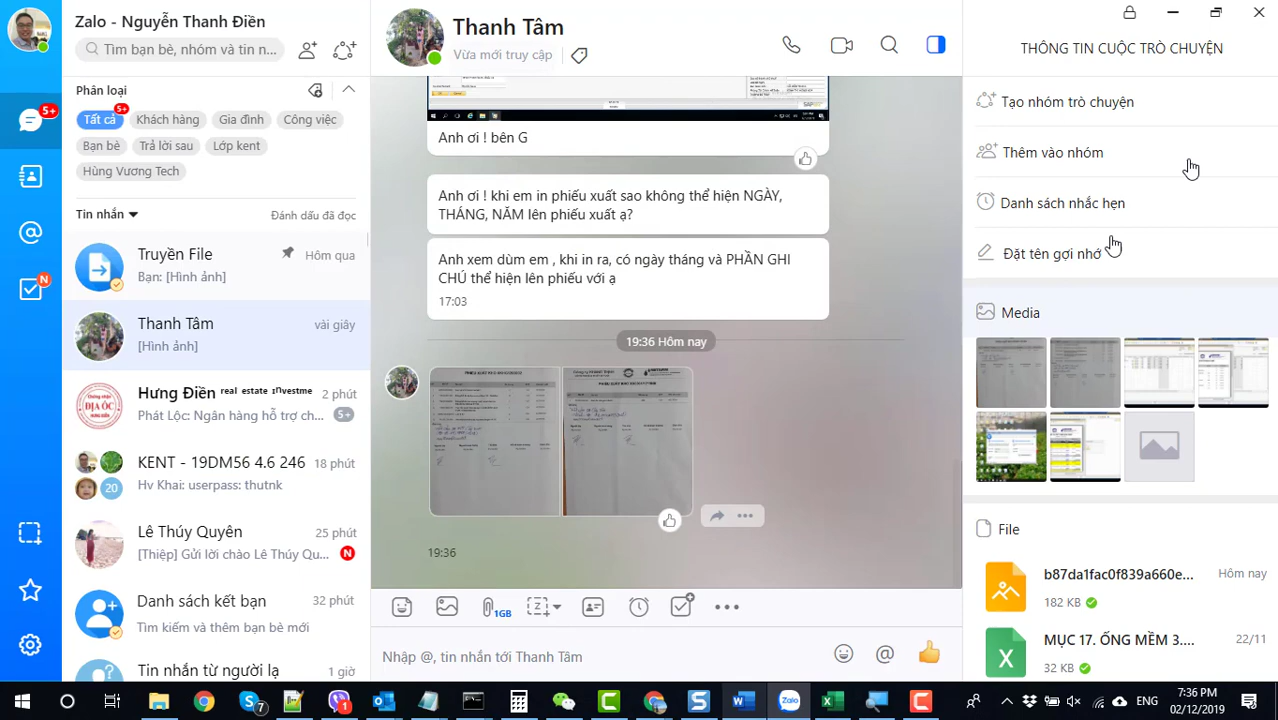 Zalo - Nguyễn Thanh Điền
Tìm bạn bè, nhóm và tin n...
Phân loại
5+
Tất cả
Khách hàng
Gia đình
Công việc
Bạn bè
Trả lời sau
Lớp kent
Hùng Vương Tech
Tin nhắn
Đánh dấu đã đọc
Truyền File
Hôm qua
Bạn: [Hình ảnh]
Thanh Tâm
vài giây
[Hình ảnh]
Hưng Điền real estate investme
2 phút
Phát Lộc: Bán hàng hỗ trợ ch...
5+
KENT - 19DM56 4.6 246
18 phút
20
Hv Khai: userpass: thutnk
Lê Thúy Quyên
25 phút
[Thiệp] Gửi lời chào Lê Thúy Qu...
N
Danh sách kết bạn
32 phút
Tìm kiếm và thêm bạn bè mới
Tin nhắn từ người lạ
1 giờ
5+
N
Thanh Tâm
Vừa mới truy cập
Anh ơi ! bên G
Anh ơi ! khi em in phiếu xuất sao không thể hiện NGÀY,
THÁNG, NĂM lên phiếu xuất ạ?
Anh xem dùm em , khi in ra, có ngày tháng và PHẦN GHI
CHÚ thể hiện lên phiếu với ạ
17:03
19:36 Hôm nay
19:36
1GB
Nhập @, tin nhắn tới Thanh Tâm
THÔNG TIN CUỘC TRÒ CHUYỆN
Tạo nhóm trò chuyện
Thêm vào nhóm
Danh sách nhắc hẹn
Đặt tên gợi nhớ
Media
File
b87da1fac0f839a660e...
Hôm nay
182 KB
MỤC 17. ỐNG MỀM 3....
22/11
32 KB
7
1
ENG
7:36 PM
02/12/2019